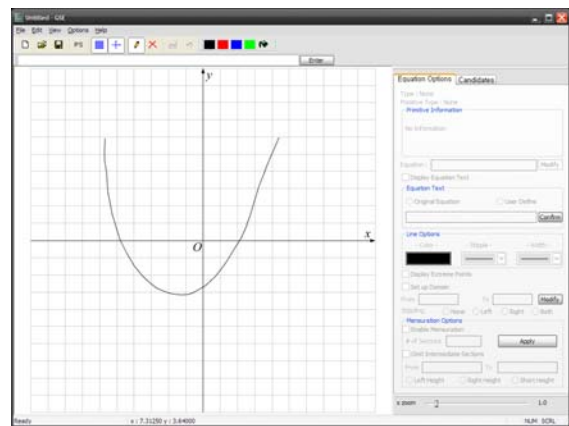 Untitled - GSE
File Edit View Options Help
PS
Enter
y
x
O
Equation Options Candidates
Type : None
Primitive Type : None
Primitive Information
No Information
Equation : Modify
Display Equation Text
Equation Text
Original Equation User Define
Confirm
Line Options
- Color - - Stipple - - Width -
Display Extreme Points
Set up Domain
From To Modify
None Left Right Both
Mensuration Options
Enable Mensuration
# of Sections Apply
Limit Intermediate Sections
From To
Left Height Right Height Short Height
x zoom 1.0
Ready x : 7.31250 y : 3.64000 NUM SCRL